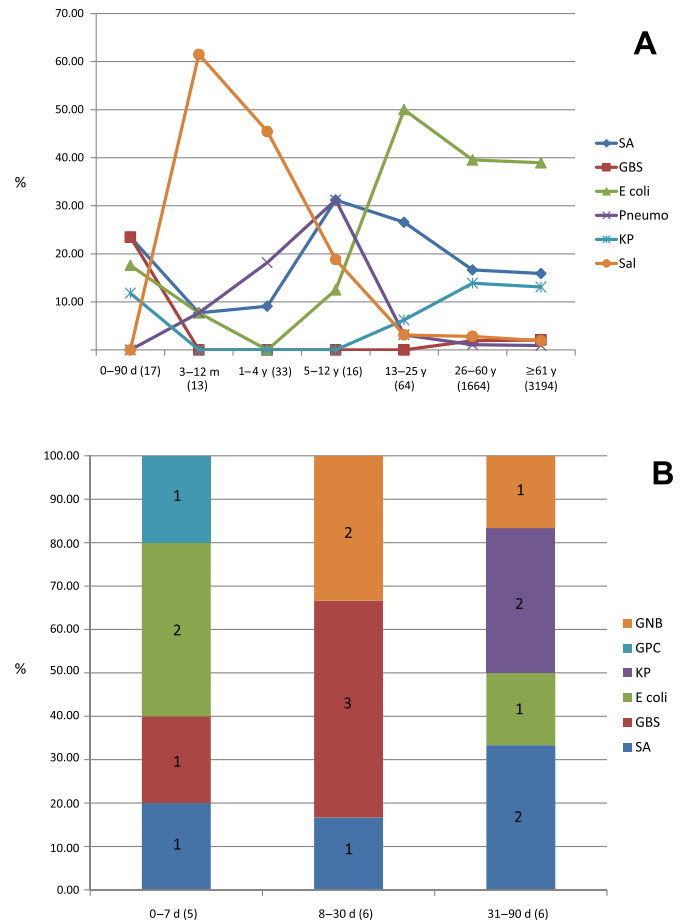 70.00
A
60.00
50.00
40.00
30.00
20.00
10.00
%
SA
GBS
E coli
Pneumo
KP
Sal
0–90 d (17) 3–12 m 1–4 y (33) 5–12 y (16) 13–25 y 26–60 y ≥61 y
(13) (64) (1664) (3194)
B
100.00
90.00
80.00
70.00
60.00
50.00
40.00
30.00
20.00
10.00
0.00
%
1
2
1
1
2
3
1
1
2
1
2
GNB
GPC
KP
E coli
GBS
SA
0–7 d (5) 8–30 d (6) 31–90 d (6)